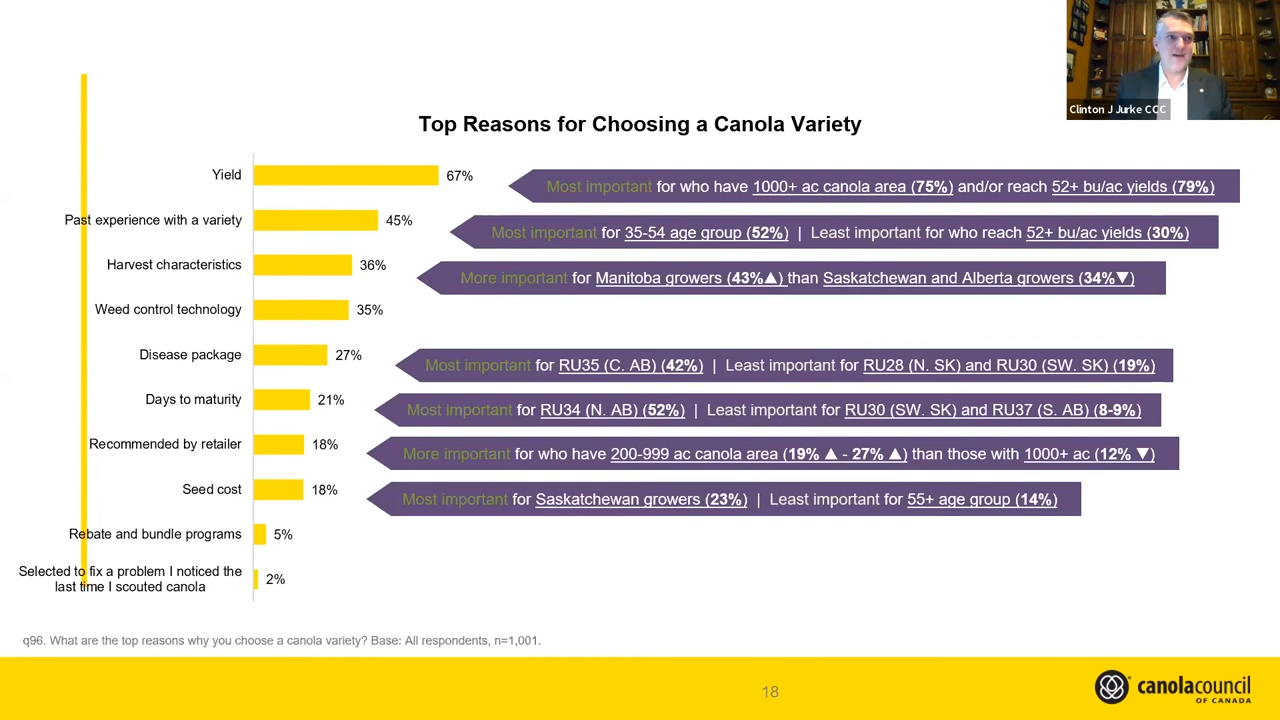 Clinton J Jurke CCC
Top Reasons for Choosing a Canola Variety
Yield 67% Most important for who have 1000+ ac canola area (75%) and/or reach 52+ bu/ac yields (79%)
Past experience with a variety 45% Most important for 35-54 age group (52%) | Least important for who reach 52+ bu/ac yields (30%)
Harvest characteristics 36% More important for Manitoba growers (43%▲) than Saskatchewan and Alberta growers (34%▼)
Weed control technology 35%
Disease package 27% Most important for RU35 (C. AB) (42%) | Least important for RU28 (N. SK) and RU30 (SW. SK) (19%)
Days to maturity 21% Most important for RU34 (N. AB) (52%) | Least important for RU30 (SW. SK) and RU37 (S. AB) (8-9%)
Recommended by retailer 18% More important for who have 200-999 ac canola area (19% ▲ - 27% ▲) than those with 1000+ ac (12% ▼)
Seed cost 18% Most important for Saskatchewan growers (23%) | Least important for 55+ age group (14%)
Rebate and bundle programs 5%
Selected to fix a problem I noticed the
last time I scouted canola 2%
q96. What are the top reasons why you choose a canola variety? Base: All respondents, n=1,001.
18
canolacouncil
OF CANADA